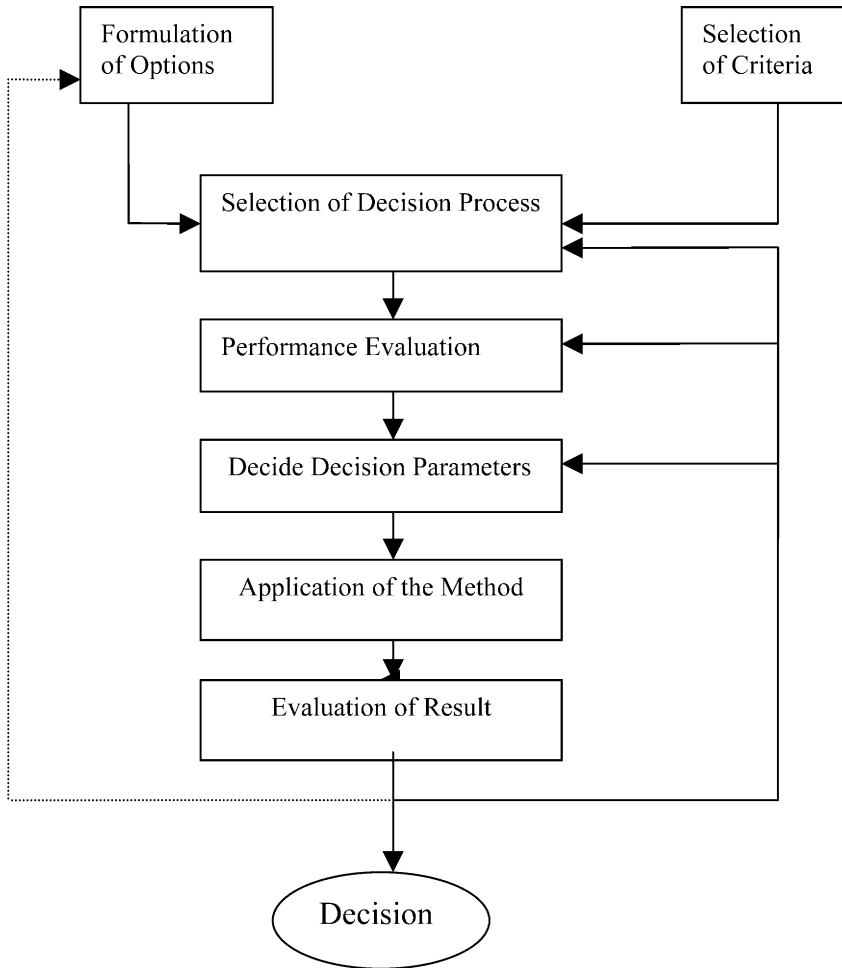 Formulation
of Options
Selection
of Criteria
Selection of Decision Process
Performance Evaluation
Decide Decision Parameters
Application of the Method
Evaluation of Result
Decision